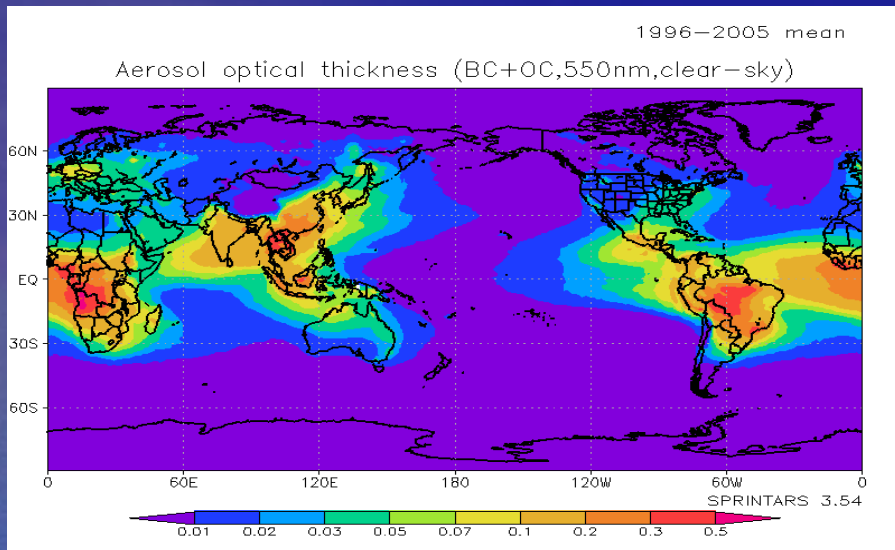 1996−2005 mean
Aerosol optical thickness (BC+OC,550nm,clear−sky)
60N
30N
EQ
30S
60S
0 60E 120E 180 120W 60W 0
SPRINTARS 3.54
0.01 0.02 0.03 0.05 0.07 0.1 0.2 0.3 0.5